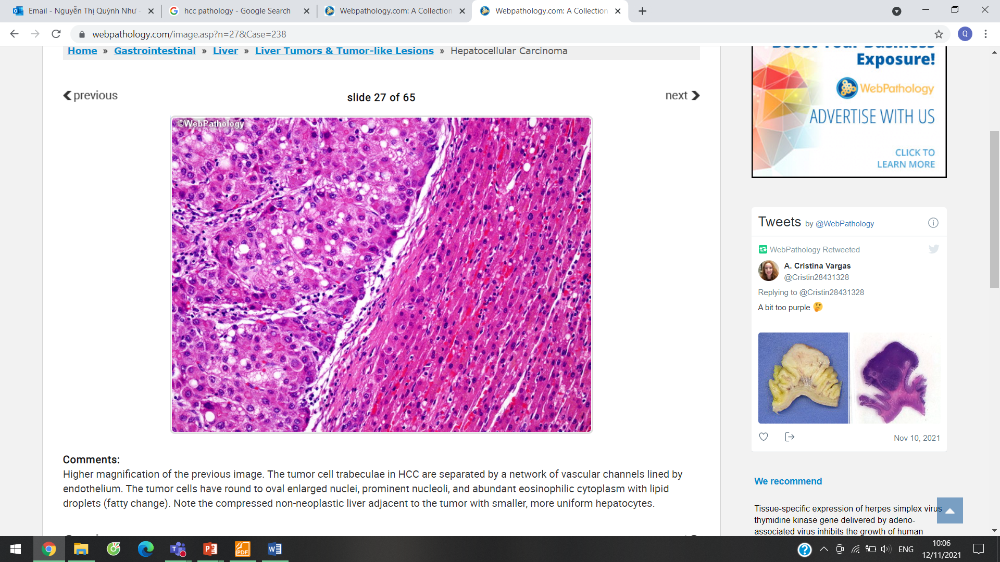 Email - Nguyễn Thị Quỳnh Như -
hcc pathology - Google Search
Webpathology.com: A Collection
Webpathology.com: A Collection
webpathology.com/image.asp?n=27&Case=238
Q
Home » Gastrointestinal » Liver » Liver Tumors & Tumor-like Lesions » Hepatocellular Carcinoma
previous
slide 27 of 65
next
©WebPathology
Comments:
Higher magnification of the previous image. The tumor cell trabeculae in HCC are separated by a network of vascular channels lined by
endothelium. The tumor cells have round to oval enlarged nuclei, prominent nucleoli, and abundant eosinophilic cytoplasm with lipid
droplets (fatty change). Note the compressed non-neoplastic liver adjacent to the tumor with smaller, more uniform hepatocytes.
Boost Your Business
Exposure!
WebPathology
ADVERTISE WITH US
CLICK TO
LEARN MORE
Tweets by @WebPathology
WebPathology Retweeted
A. Cristina Vargas
@Cristin28431328
Replying to @Cristin28431328
A bit too purple 🤔
Nov 10, 2021
We recommend
Tissue-specific expression of herpes simplex virus
thymidine kinase gene delivered by adeno-
associated virus inhibits the growth of human
PDF
ENG
10:06
12/11/2021